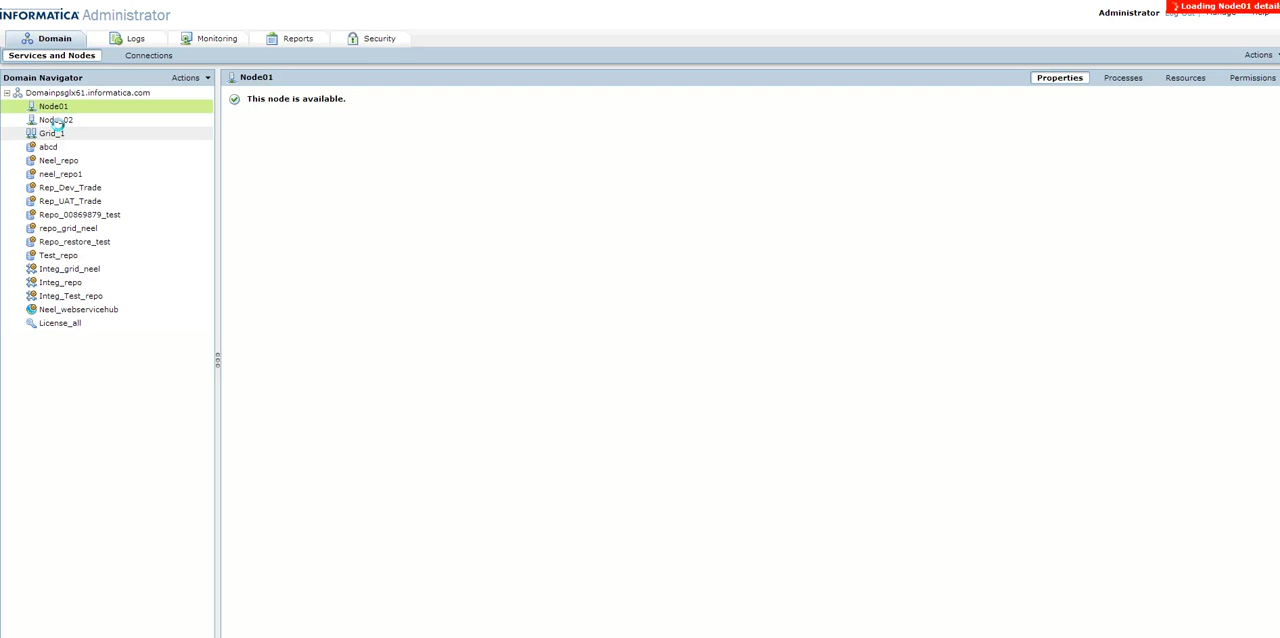 INFORMATICA Administrator
Loading Node01 detail
Administrator
Domain Logs Monitoring Reports Security
Services and Nodes Connections
Actions
Domain Navigator Actions
Node01
Properties Processes Resources Permissions
This node is available.
Domainpsglx61.informatica.com
Node01
Grid_1
abcd
Neel_repo
neel_repo1
Rep_Dev_Trade
Rep_UAT_Trade
Repo_00869879_test
repo_grid_neel
Repo_restore_test
Test_repo
Integ_grid_neel
Integ_repo
Integ_Test_repo
Neel_webservicehub
License_all